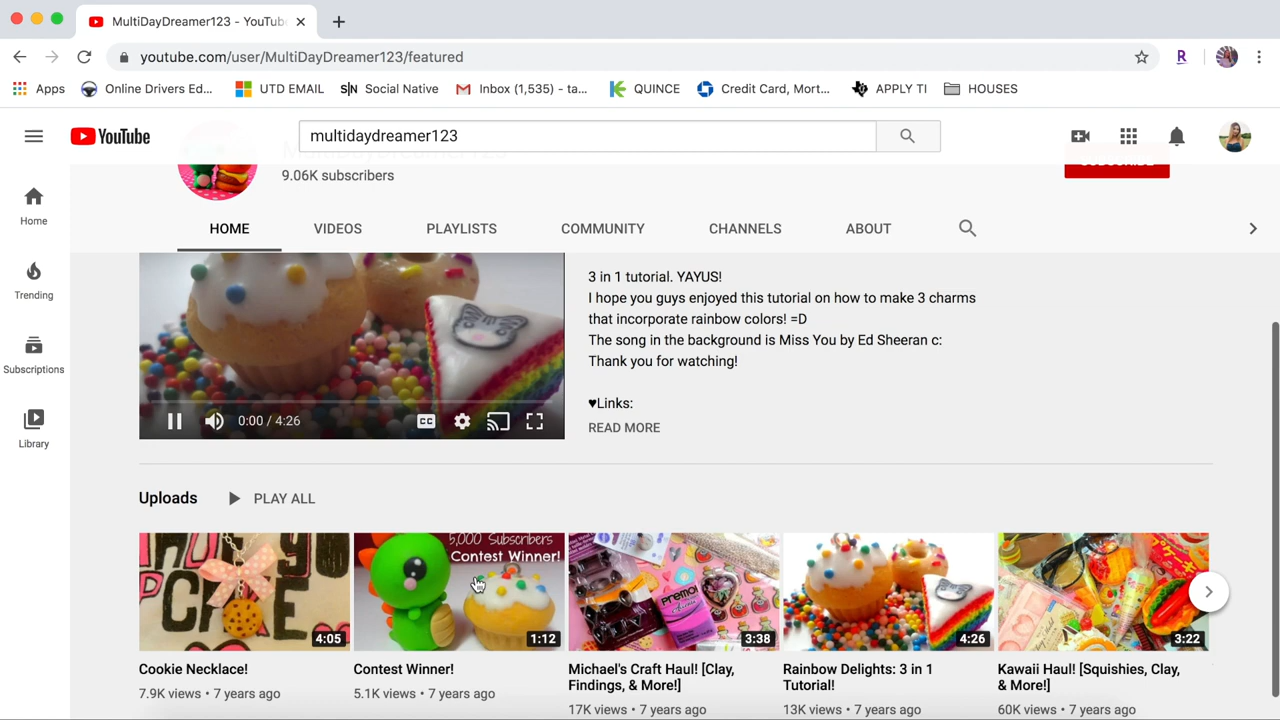 MultiDayDreamer123 - YouTub
youtube.com/user/MultiDayDreamer123/featured
Apps
Online Drivers Ed...
UTD EMAIL
S|N Social Native
Inbox (1,535) - ta...
QUINCE
Credit Card, Mort...
APPLY TI
HOUSES
R
YouTube
multidaydreamer123
9.06K subscribers
Home
Trending
Subscriptions
Library
HOME
VIDEOS
PLAYLISTS
COMMUNITY
CHANNELS
ABOUT
3 in 1 tutorial. YAYUS!
I hope you guys enjoyed this tutorial on how to make 3 charms
that incorporate rainbow colors! =D
The song in the background is Miss You by Ed Sheeran c:
Thank you for watching!
♥Links:
READ MORE
0:00 / 4:26
CC
Uploads
PLAY ALL
CAKE
4:05
5,000 Subscribers
Contest Winner!
1:12
Premo!
3:38
4:26
3:22
Cookie Necklace!
7.9K views • 7 years ago
Contest Winner!
5.1K views • 7 years ago
Michael's Craft Haul! [Clay,
Findings, & More!]
17K views • 7 years ago
Rainbow Delights: 3 in 1
Tutorial!
13K views • 7 years ago
Kawaii Haul! [Squishies, Clay,
& More!]
60K views • 7 years ago